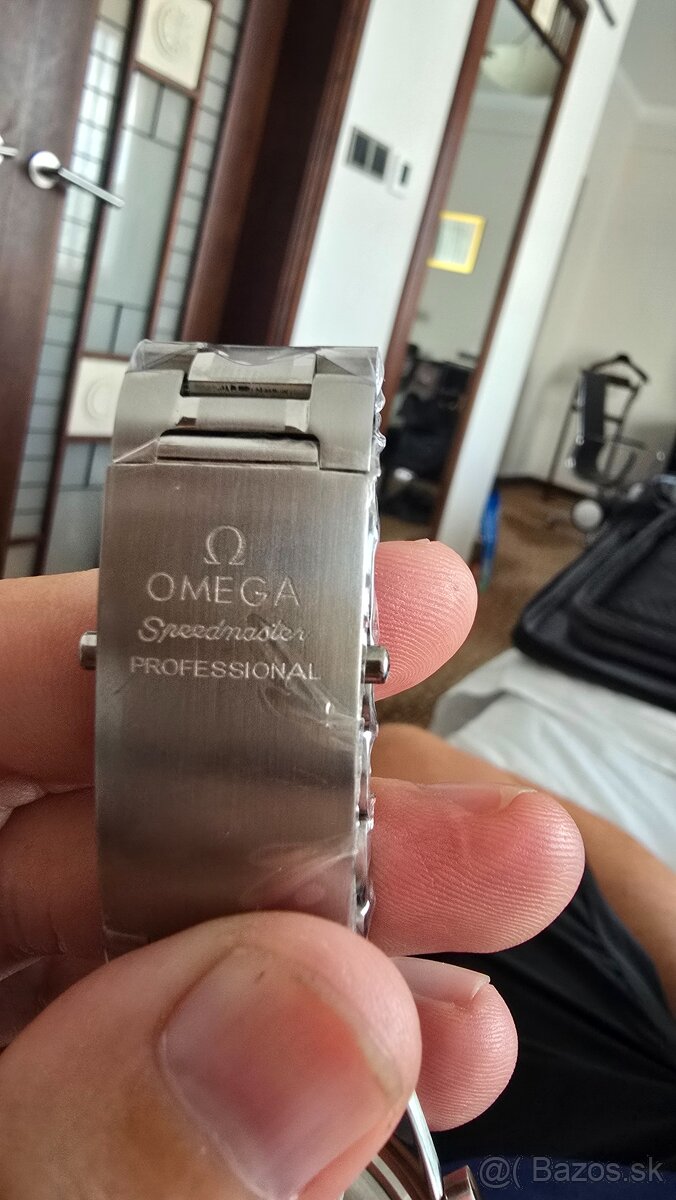 Ω
OMEGA
Speedmaster
PROFESSIONAL
@( Bazos.sk